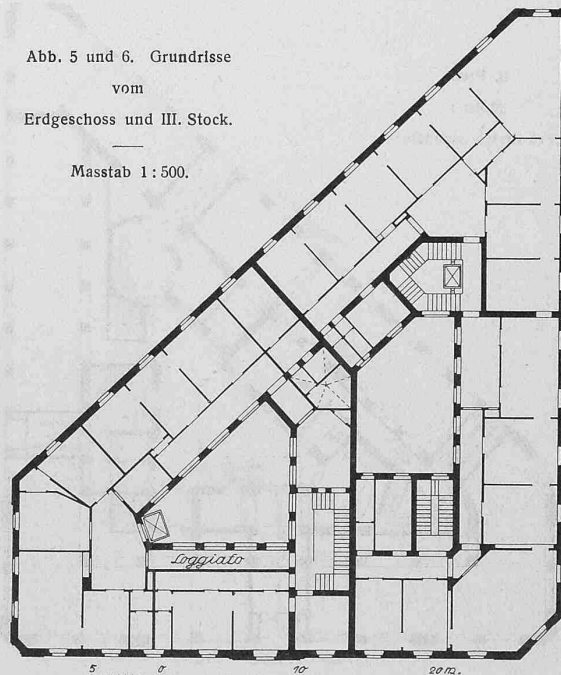 Abb. 5 und 6. Grundrisse
vom
Erdgeschoss und III. Stock.
Masstab 1 : 500.
Loggiato
5 0 10 20 m.